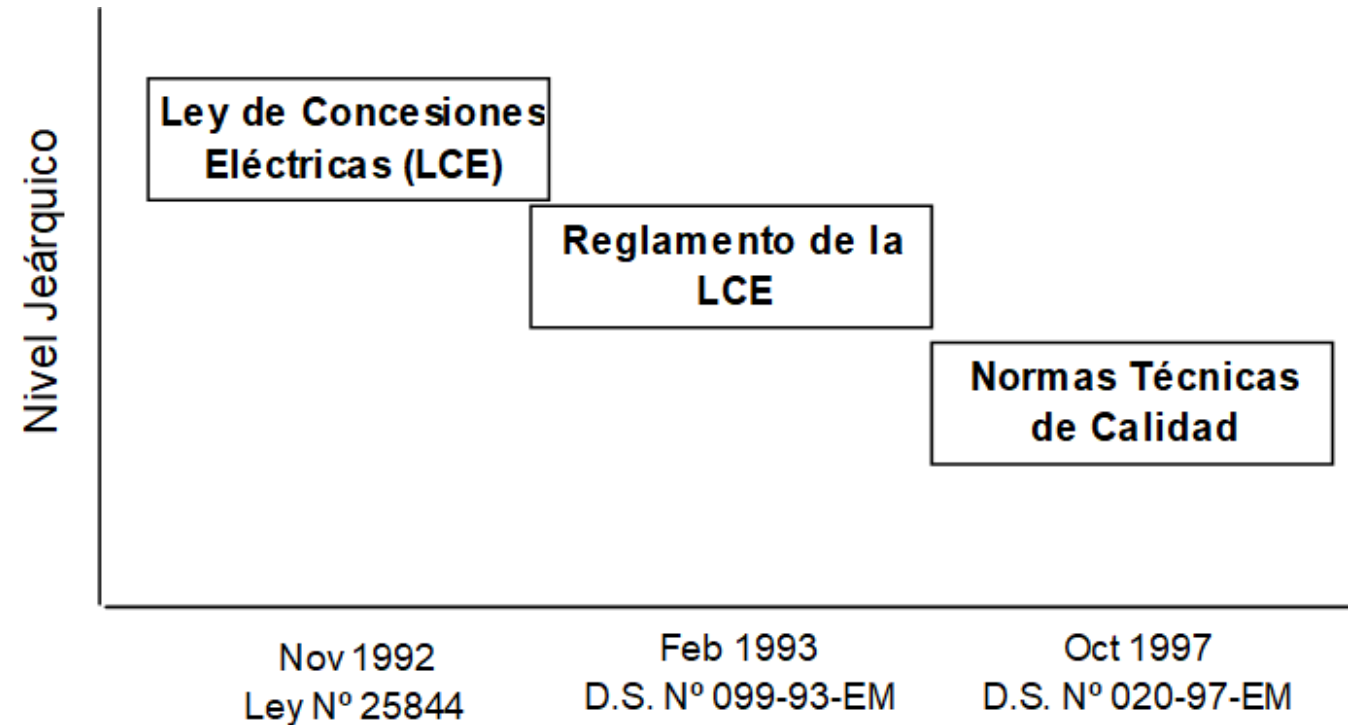 Nivel Jeárquico
Ley de Concesiones
Eléctricas (LCE)
Reglamento de la
LCE
Normas Técnicas
de Calidad
Nov 1992
Ley Nº 25844
Feb 1993
D.S. Nº 099-93-EM
Oct 1997
D.S. Nº 020-97-EM